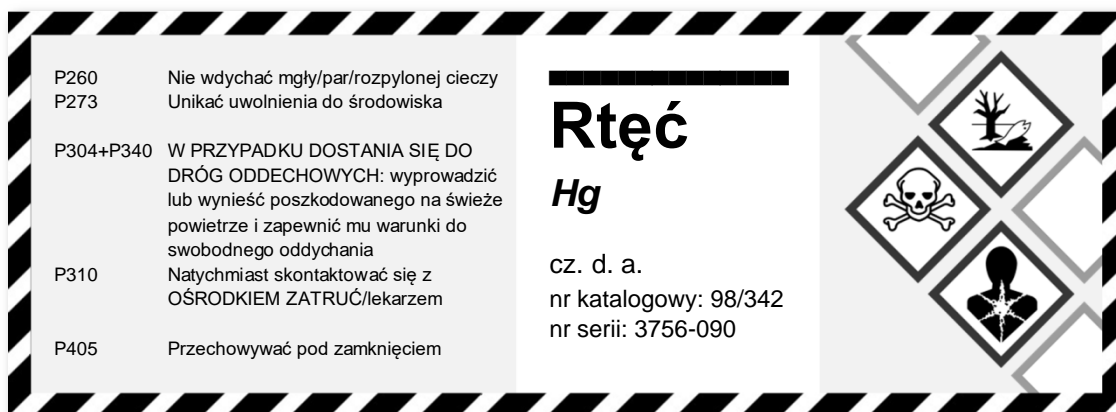 P260 Nie wdychać mgły/par/rozpylonej cieczy
P273 Unikać uwolnienia do środowiska
P304+P340 W PRZYPADKU DOSTANIA SIĘ DO
DRÓG ODDECHOWYCH: wyprowadzić
lub wynieść poszkodowanego na świeże
powietrze i zapewnić mu warunki do
swobodnego oddychania
P310 Natychmiast skontaktować się z
OŚRODKIEM ZATRUĆ/lekarzem
P405 Przechowywać pod zamknięciem
Rtęć
Hg
cz. d. a.
nr katalogowy: 98/342
nr serii: 3756-090